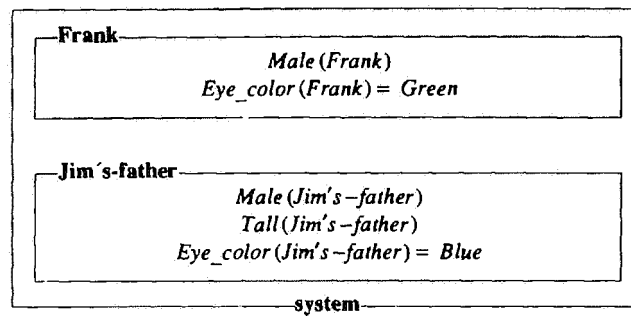 Frank
Male (Frank)
Eye_color (Frank) = Green
Jim´s-father
Male (Jim's-father)
Tall (Jim's-father)
Eye_color (Jim's-father) = Blue
system